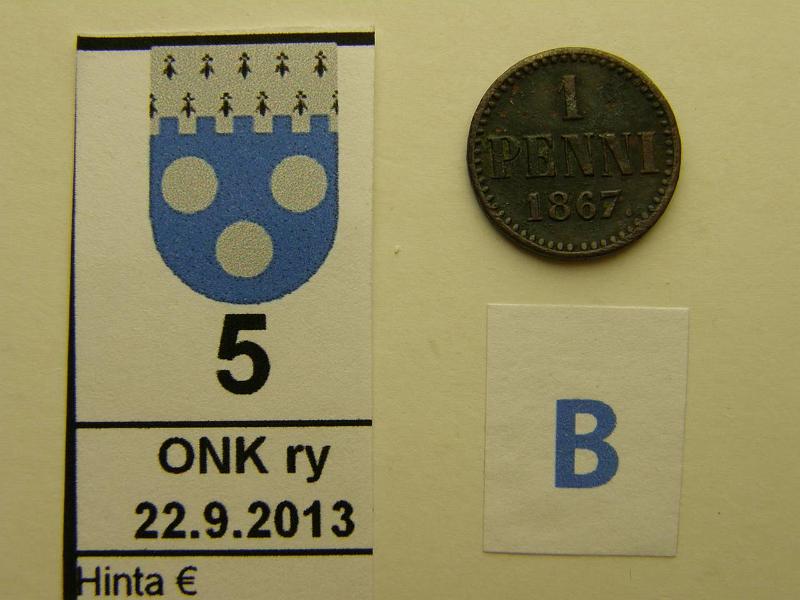 5
ONK ry
22.9.2013
Hinta €
1
PENNI
1867.
B